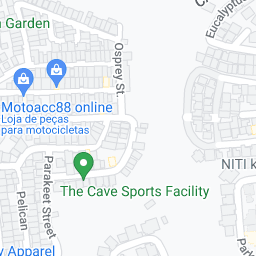 Garden
Osprey St.
Eucalyptus
Motoacc88 online
Loja de peças
para motocicletas
NITI k
The Cave Sports Facility
Parakeet Street
Pelican
Apparel
Par